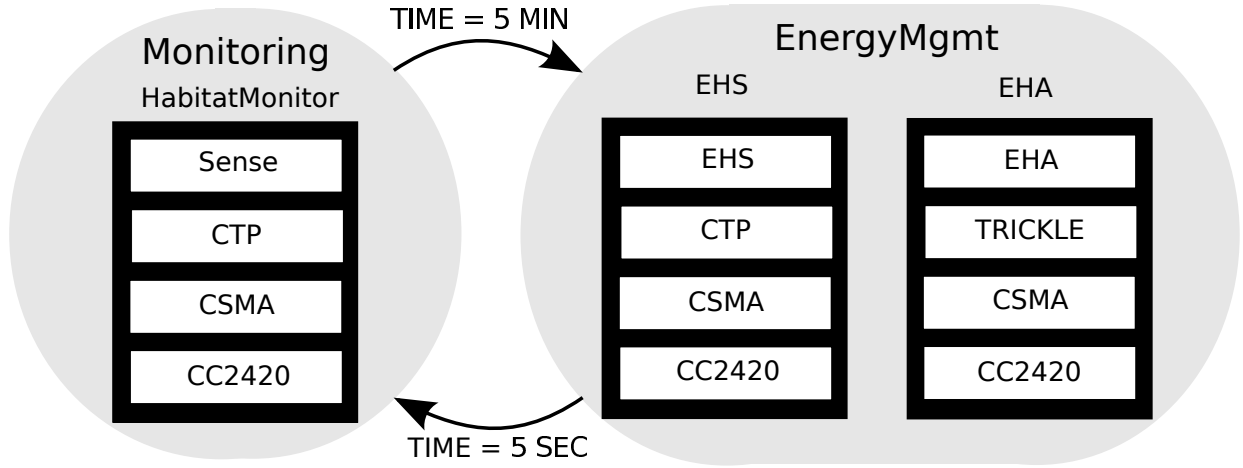 TIME = 5 MIN
Monitoring
HabitatMonitor
Sense
CTP
CSMA
CC2420
EnergyMgmt
EHS
EHS
CTP
CSMA
CC2420
EHA
EHA
TRICKLE
CSMA
CC2420
TIME = 5 SEC